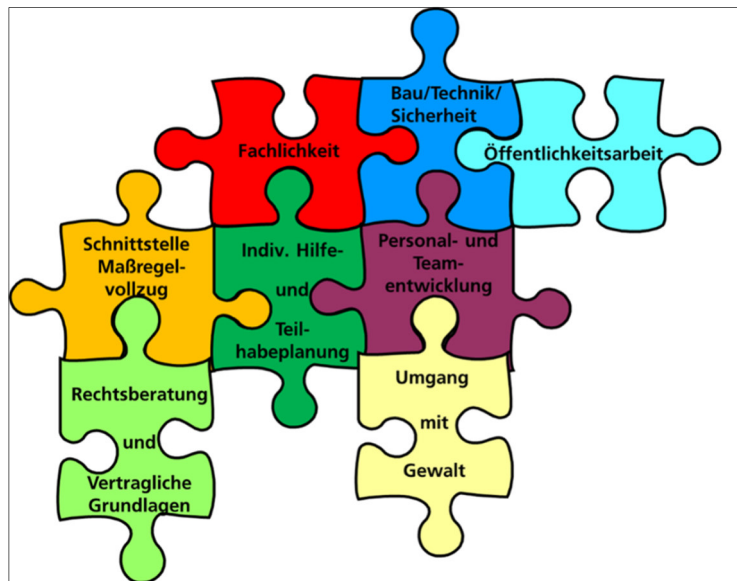 Bau/Technik/
Sicherheit
Fachlichkeit
Öffentlichkeitsarbeit
Schnittstelle
Maßregel-
vollzug
Indiv. Hilfe-
und
Teil-
habeplanung
Personal- und
Team-
entwicklung
Rechtsberatung
und
Vertragliche
Grundlagen
Umgang
mit
Gewalt